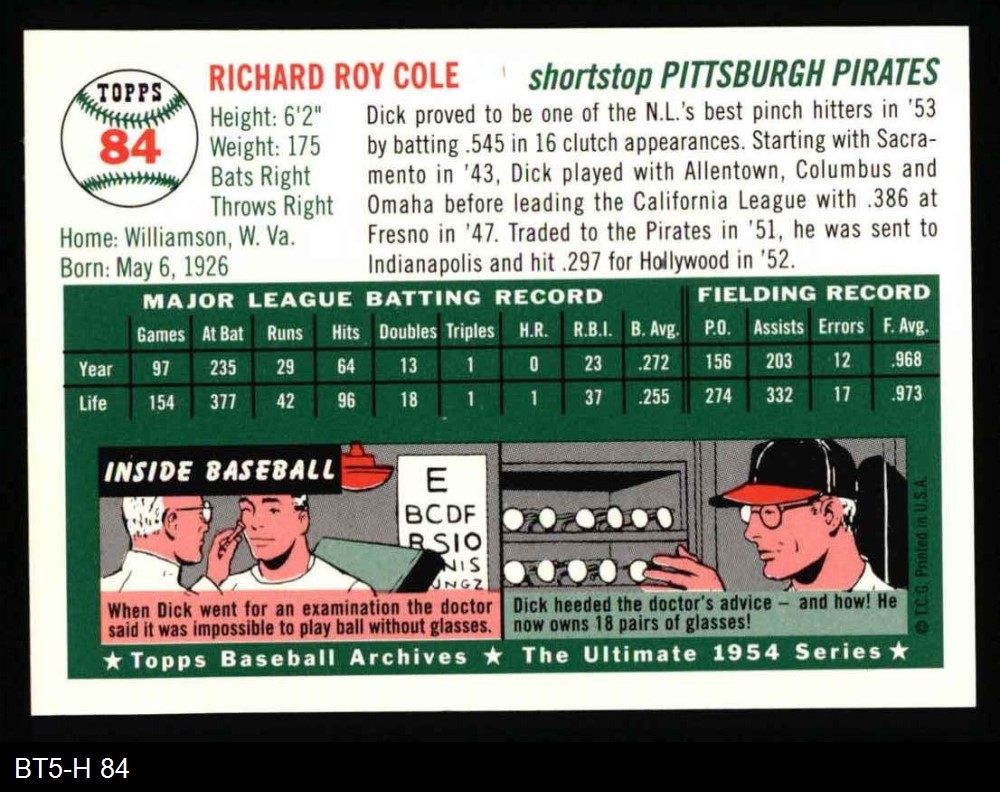 TOPPS
84
RICHARD ROY COLE
shortstop PITTSBURGH PIRATES
Height: 6'2"
Weight: 175
Bats Right
Throws Right
Home: Williamson, W. Va.
Born: May 6, 1926
Dick proved to be one of the N.L.'s best pinch hitters in '53
by batting .545 in 16 clutch appearances. Starting with Sacra-
mento in '43, Dick played with Allentown, Columbus and
Omaha before leading the California League with .386 at
Fresno in '47. Traded to the Pirates in '51, he was sent to
Indianapolis and hit .297 for Hollywood in '52.
MAJOR LEAGUE BATTING RECORD FIELDING RECORD
Games At Bat Runs Hits Doubles Triples H.R. R.B.I. B. Avg. P.O. Assists Errors F. Avg.
Year 97 235 29 64 13 1 0 23 .272 156 203 12 .968
Life 154 377 42 96 18 1 1 37 .255 274 332 17 .973
INSIDE BASEBALL
E
BCDF
RSIO
NIS
NGZ
When Dick went for an examination the doctor
said it was impossible to play ball without glasses.
Dick heeded the doctor's advice — and how! He
now owns 18 pairs of glasses!
© T.C.G. Printed in U.S.A.
★ Topps Baseball Archives ★ The Ultimate 1954 Series ★
BT5-H 84